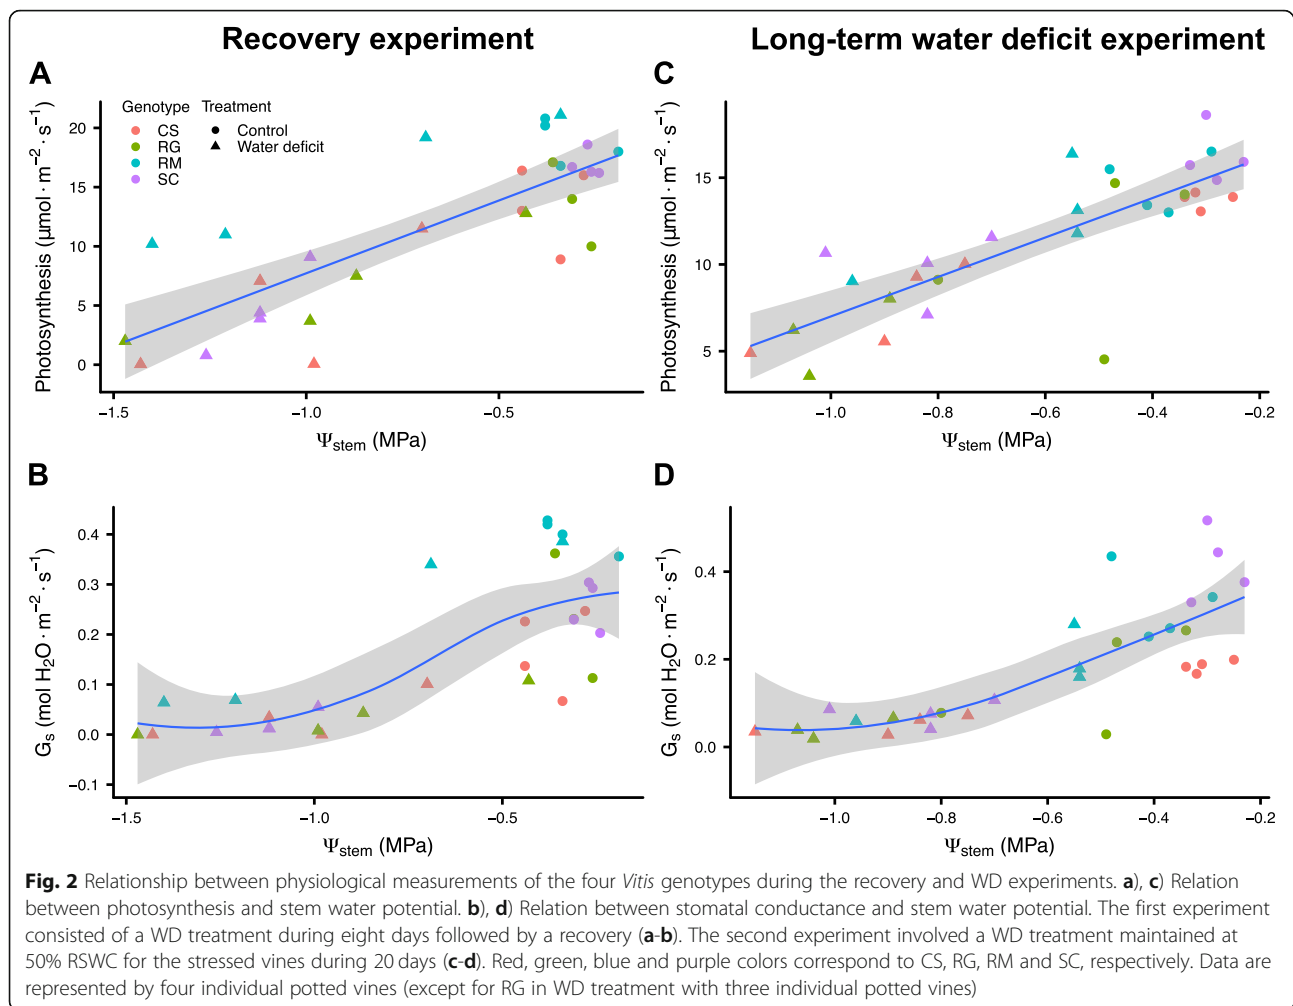 Recovery experiment
Long-term water deficit experiment
A
Photosynthesis (μmol · m⁻² · s⁻¹)
20
15
10
5
0
Genotype
CS
RG
RM
SC
Treatment
Control
Water deficit
−1.5
−1.0
−0.5
Ψstem (MPa)
C
Photosynthesis (μmol · m⁻² · s⁻¹)
15
10
5
−1.0
−0.8
−0.6
−0.4
−0.2
Ψstem (MPa)
B
Gs (mol H₂O · m⁻² · s⁻¹)
0.4
0.3
0.2
0.1
0.0
−0.1
−1.5
−1.0
−0.5
Ψstem (MPa)
D
Gs (mol H₂O · m⁻² · s⁻¹)
0.4
0.2
0.0
−1.0
−0.8
−0.6
−0.4
−0.2
Ψstem (MPa)
Fig. 2 Relationship between physiological measurements of the four Vitis genotypes during the recovery and WD experiments. a), c) Relation
between photosynthesis and stem water potential. b), d) Relation between stomatal conductance and stem water potential. The first experiment
consisted of a WD treatment during eight days followed by a recovery (a-b). The second experiment involved a WD treatment maintained at
50% RSWC for the stressed vines during 20 days (c-d). Red, green, blue and purple colors correspond to CS, RG, RM and SC, respectively. Data are
represented by four individual potted vines (except for RG in WD treatment with three individual potted vines)